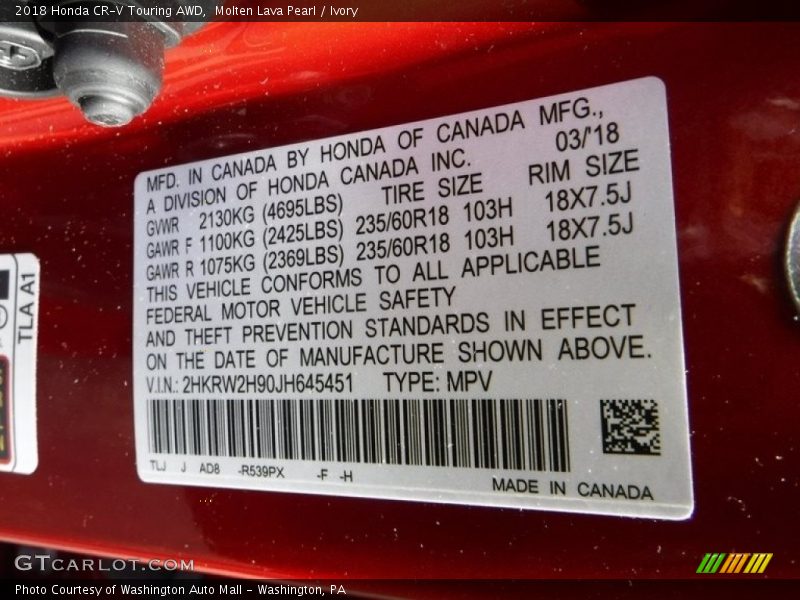 2018 Honda CR-V Touring AWD, Molten Lava Pearl / Ivory
MFD. IN CANADA BY HONDA OF CANADA MFG.,
A DIVISION OF HONDA CANADA INC. 03/'18
GVWR 2130KG (4695LBS) TIRE SIZE RIM SIZE
GAWR F 1100KG (2425LBS) 235/60R18 103H 18X7.5J
GAWR R 1075KG (2369LBS) 235/60R18 103H 18X7.5J
THIS VEHICLE CONFORMS TO ALL APPLICABLE
FEDERAL MOTOR VEHICLE SAFETY
AND THEFT PREVENTION STANDARDS IN EFFECT
ON THE DATE OF MANUFACTURE SHOWN ABOVE.
V.I.N.: 2HKRW2H90JH645451 TYPE: MPV
TLJ J AD8 -R539PX -F -H
MADE IN CANADA
TLA A1
GTCARLOT.COM
Photo Courtesy of Washington Auto Mall - Washington, PA